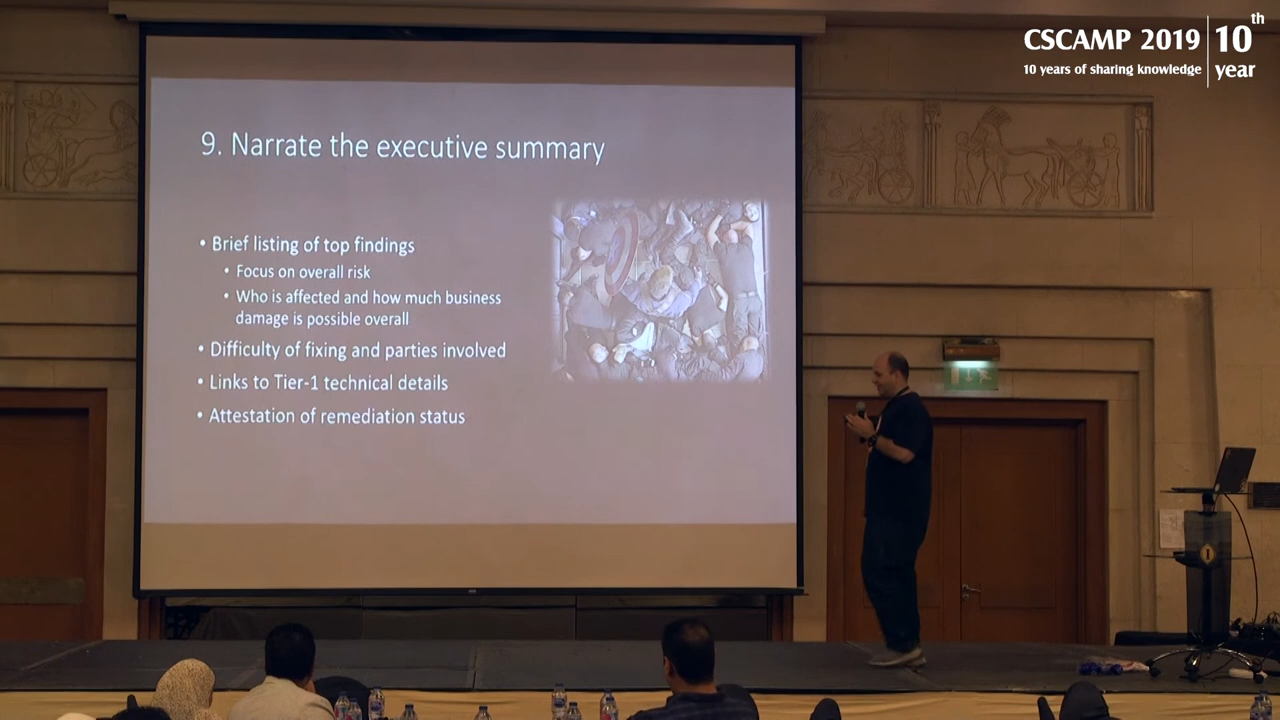 CSCAMP 2019
10 years of sharing knowledge
10th
year
9. Narrate the executive summary
• Brief listing of top findings
• Focus on overall risk
• Who is affected and how much business
damage is possible overall
• Difficulty of fixing and parties involved
• Links to Tier-1 technical details
• Attestation of remediation status